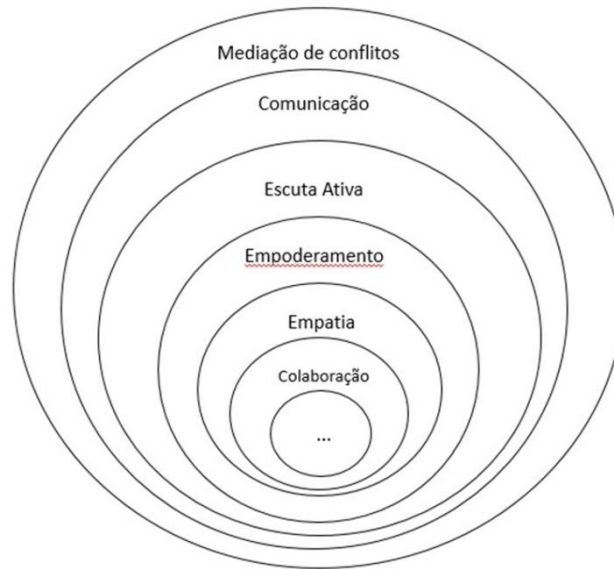 Mediação de conflitos
Comunicação
Escuta Ativa
Empoderamento
Empatia
Colaboração
...